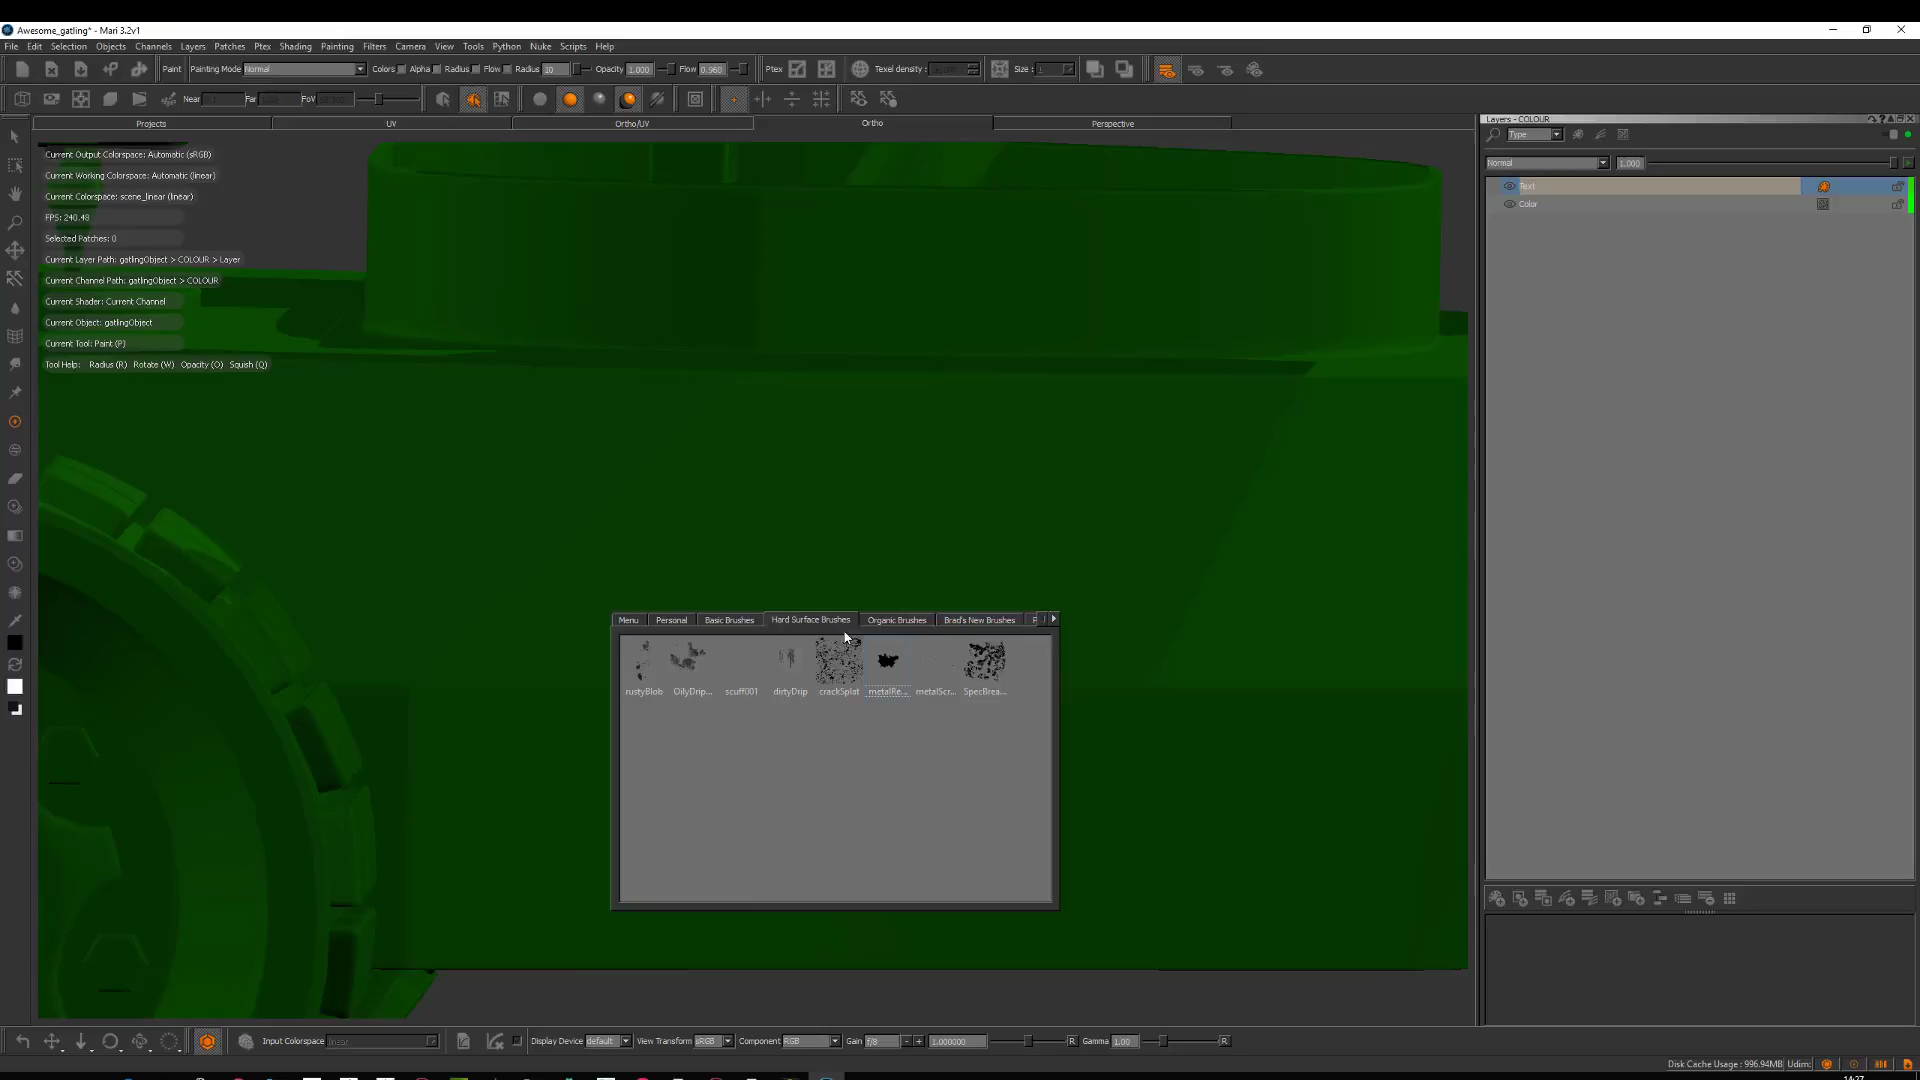 Awesome_gatling* - Mari 3.2v1
File Edit Selection Objects Channels Layers Patches Ptex Shading Painting Filters Camera View Tools Python Nuke Scripts Help
Paint Painting Mode Normal Colors Alpha Radius Flow Radius 10 Opacity 1.000 Flow 0.960 Ptex Texel density : Size : 1
Near Far FoV
Projects UV Ortho/UV Ortho Perspective
Layers - COLOUR
Type
Normal 1.000
Text
Color
Current Output Colorspace: Automatic (sRGB)
Current Working Colorspace: Automatic (linear)
Current Colorspace: scene_linear (linear)
FPS: 240.48
Selected Patches: 0
Current Layer Path: gatlingObject > COLOUR > Layer
Current Channel Path: gatlingObject > COLOUR
Current Shader: Current Channel
Current Object: gatlingObject
Current Tool: Paint (P)
Tool Help: Radius (R) Rotate (W) Opacity (O) Squish (Q)
Menu Personal Basic Brushes Hard Surface Brushes Organic Brushes Brad's New Brushes
rustyBlob OilyDrip... scuff001 dirtyDrip crackSplat metalRe... metalScr... SpecBrea...
Input Colorspace linear Display Device default View Transform sRGB Component RGB Gain f/8 - + 1.000000 R Gamma 1.00 R
Disk Cache Usage : 996.94MB Udim:
14:27